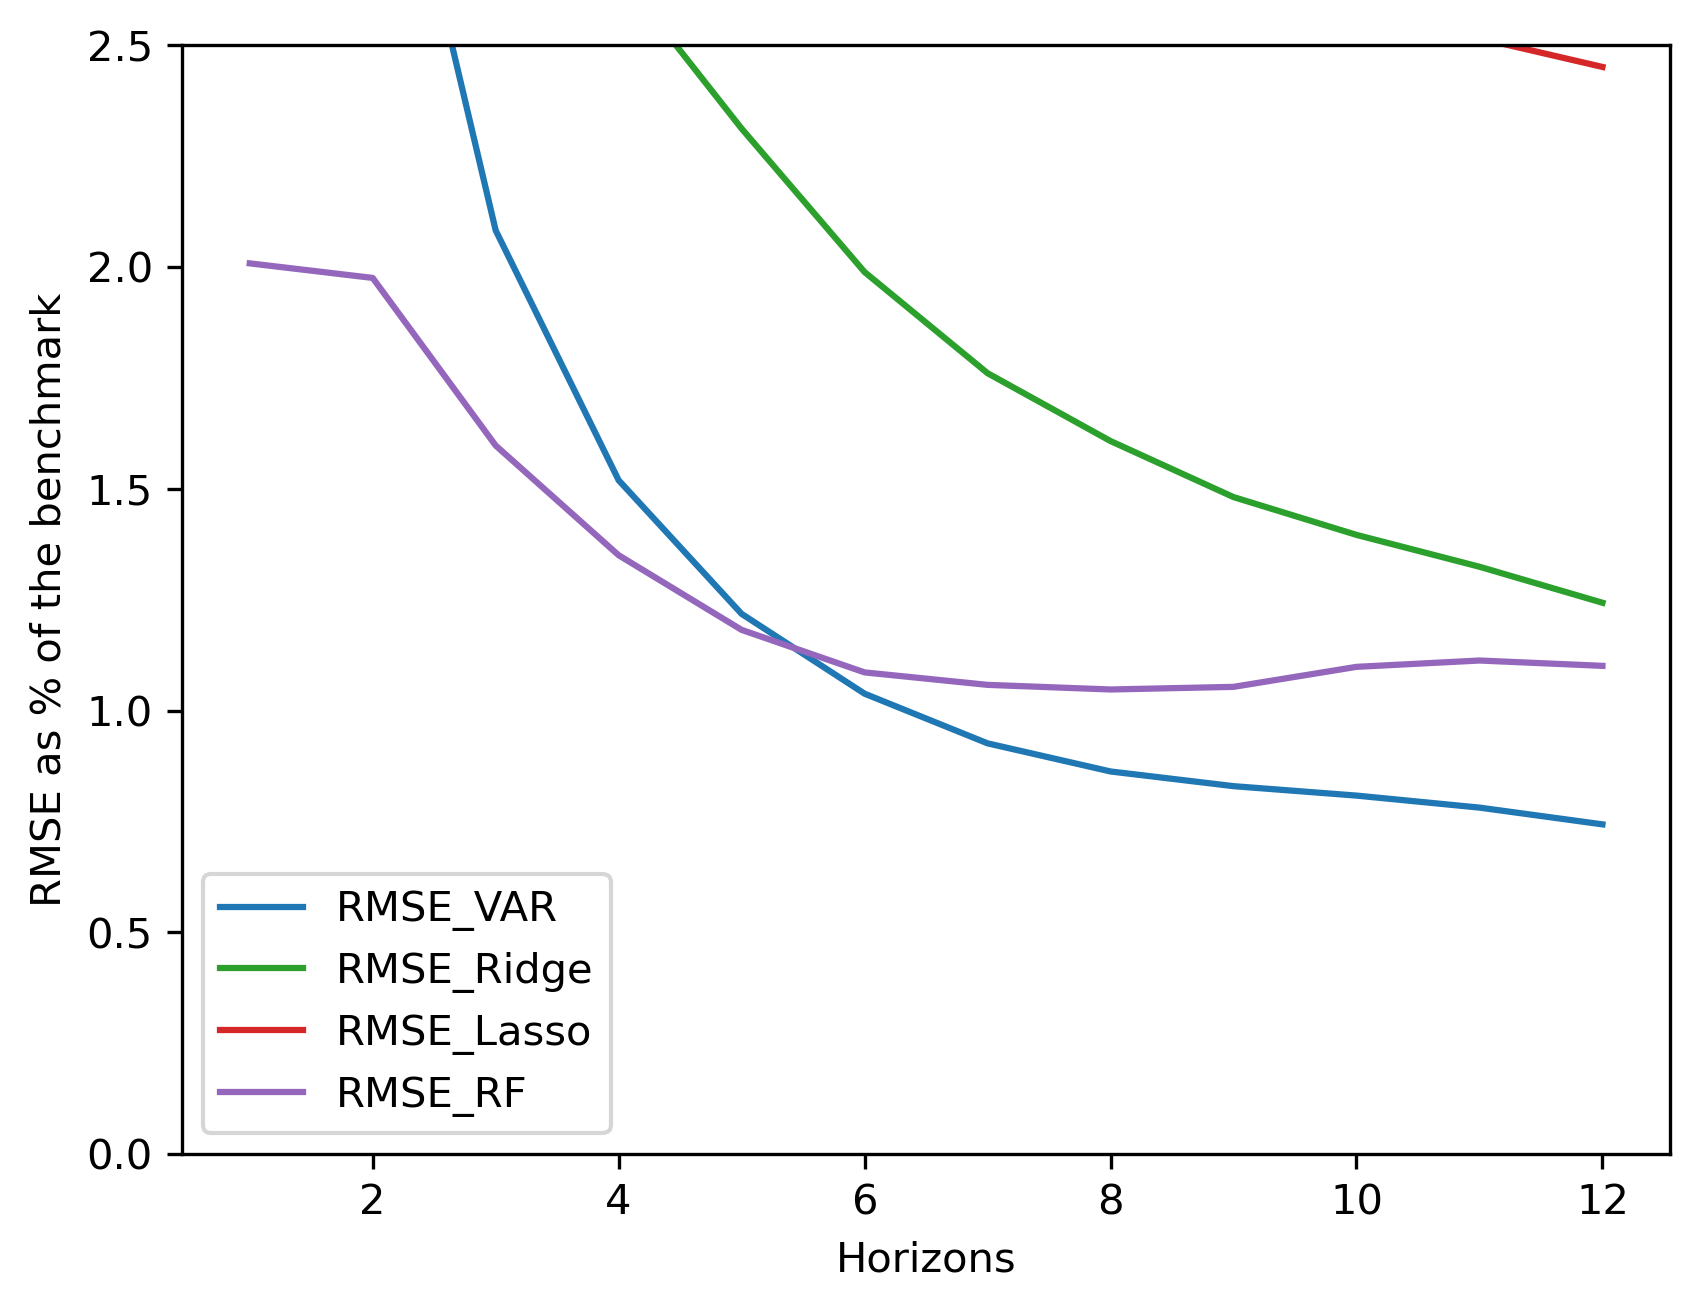 RMSE as % of the benchmark
2.5
2.0
1.5
1.0
0.5
0.0
RMSE_VAR
RMSE_Ridge
RMSE_Lasso
RMSE_RF
2 4 6 8 10 12
Horizons